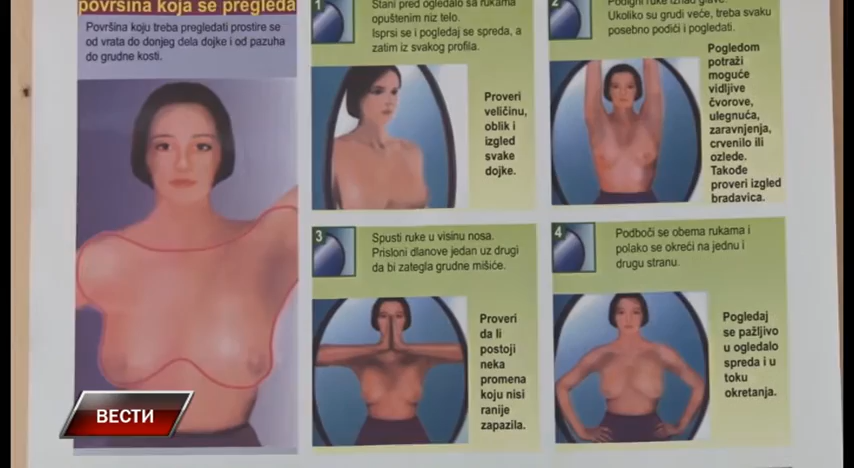 površina koja se pregleda
Površina koju treba pregledati prostire se
od vrata do donjeg dela dojke i od pazuha
do grudne kosti.
1
Stani pred ogledalo sa rukama
opuštenim niz telo.
Isprsi se i pogledaj se spreda, a
zatim iz svakog profila.
Proveri
veličinu,
oblik i
izgled
svake
dojke.
2
Podigni ruke iznad glave.
Ukoliko su grudi veće, treba svaku
posebno podići i pogledati.
Pogledom
potraži
moguće
vidljive
čvorove,
ulegnuća,
zaravnjenja,
crvenilo ili
ozlede.
Takođe
proveri izgled
bradavica.
3
Spusti ruke u visinu nosa.
Prisloni dlanove jedan uz drugi
da bi zategla grudne mišiće.
Proveri
da li
postoji
neka
promena
koju nisi
ranije
zapazila.
4
Podboči se obema rukama i
polako se okreći na jednu i
drugu stranu.
Pogledaj
se pažljivo
u ogledalo
spreda i u
toku
okretanja.
ВЕСТИ